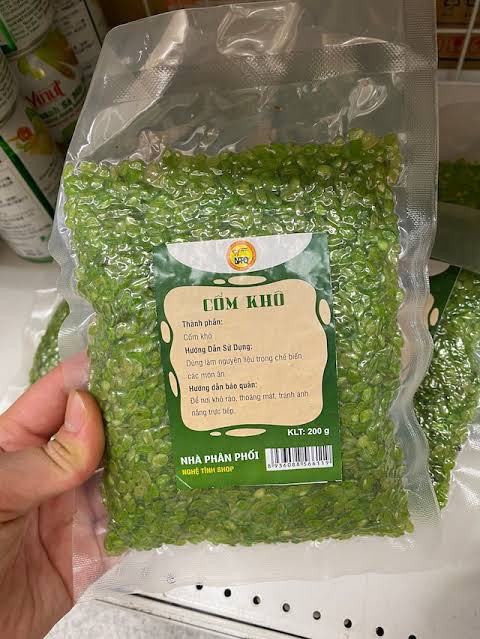 Vinut
CỐM KHÔ
Thành phần:
Cốm khô
Hướng Dẫn Sử Dụng:
Dùng làm nguyên liệu trong chế biến
các món ăn.
Hướng dẫn bảo quản:
Để nơi khô ráo, thoáng mát, tránh ánh
nắng trực tiếp.
KLT: 200 g
NHÀ PHÂN PHỐI
NGHỆ TĨNH SHOP